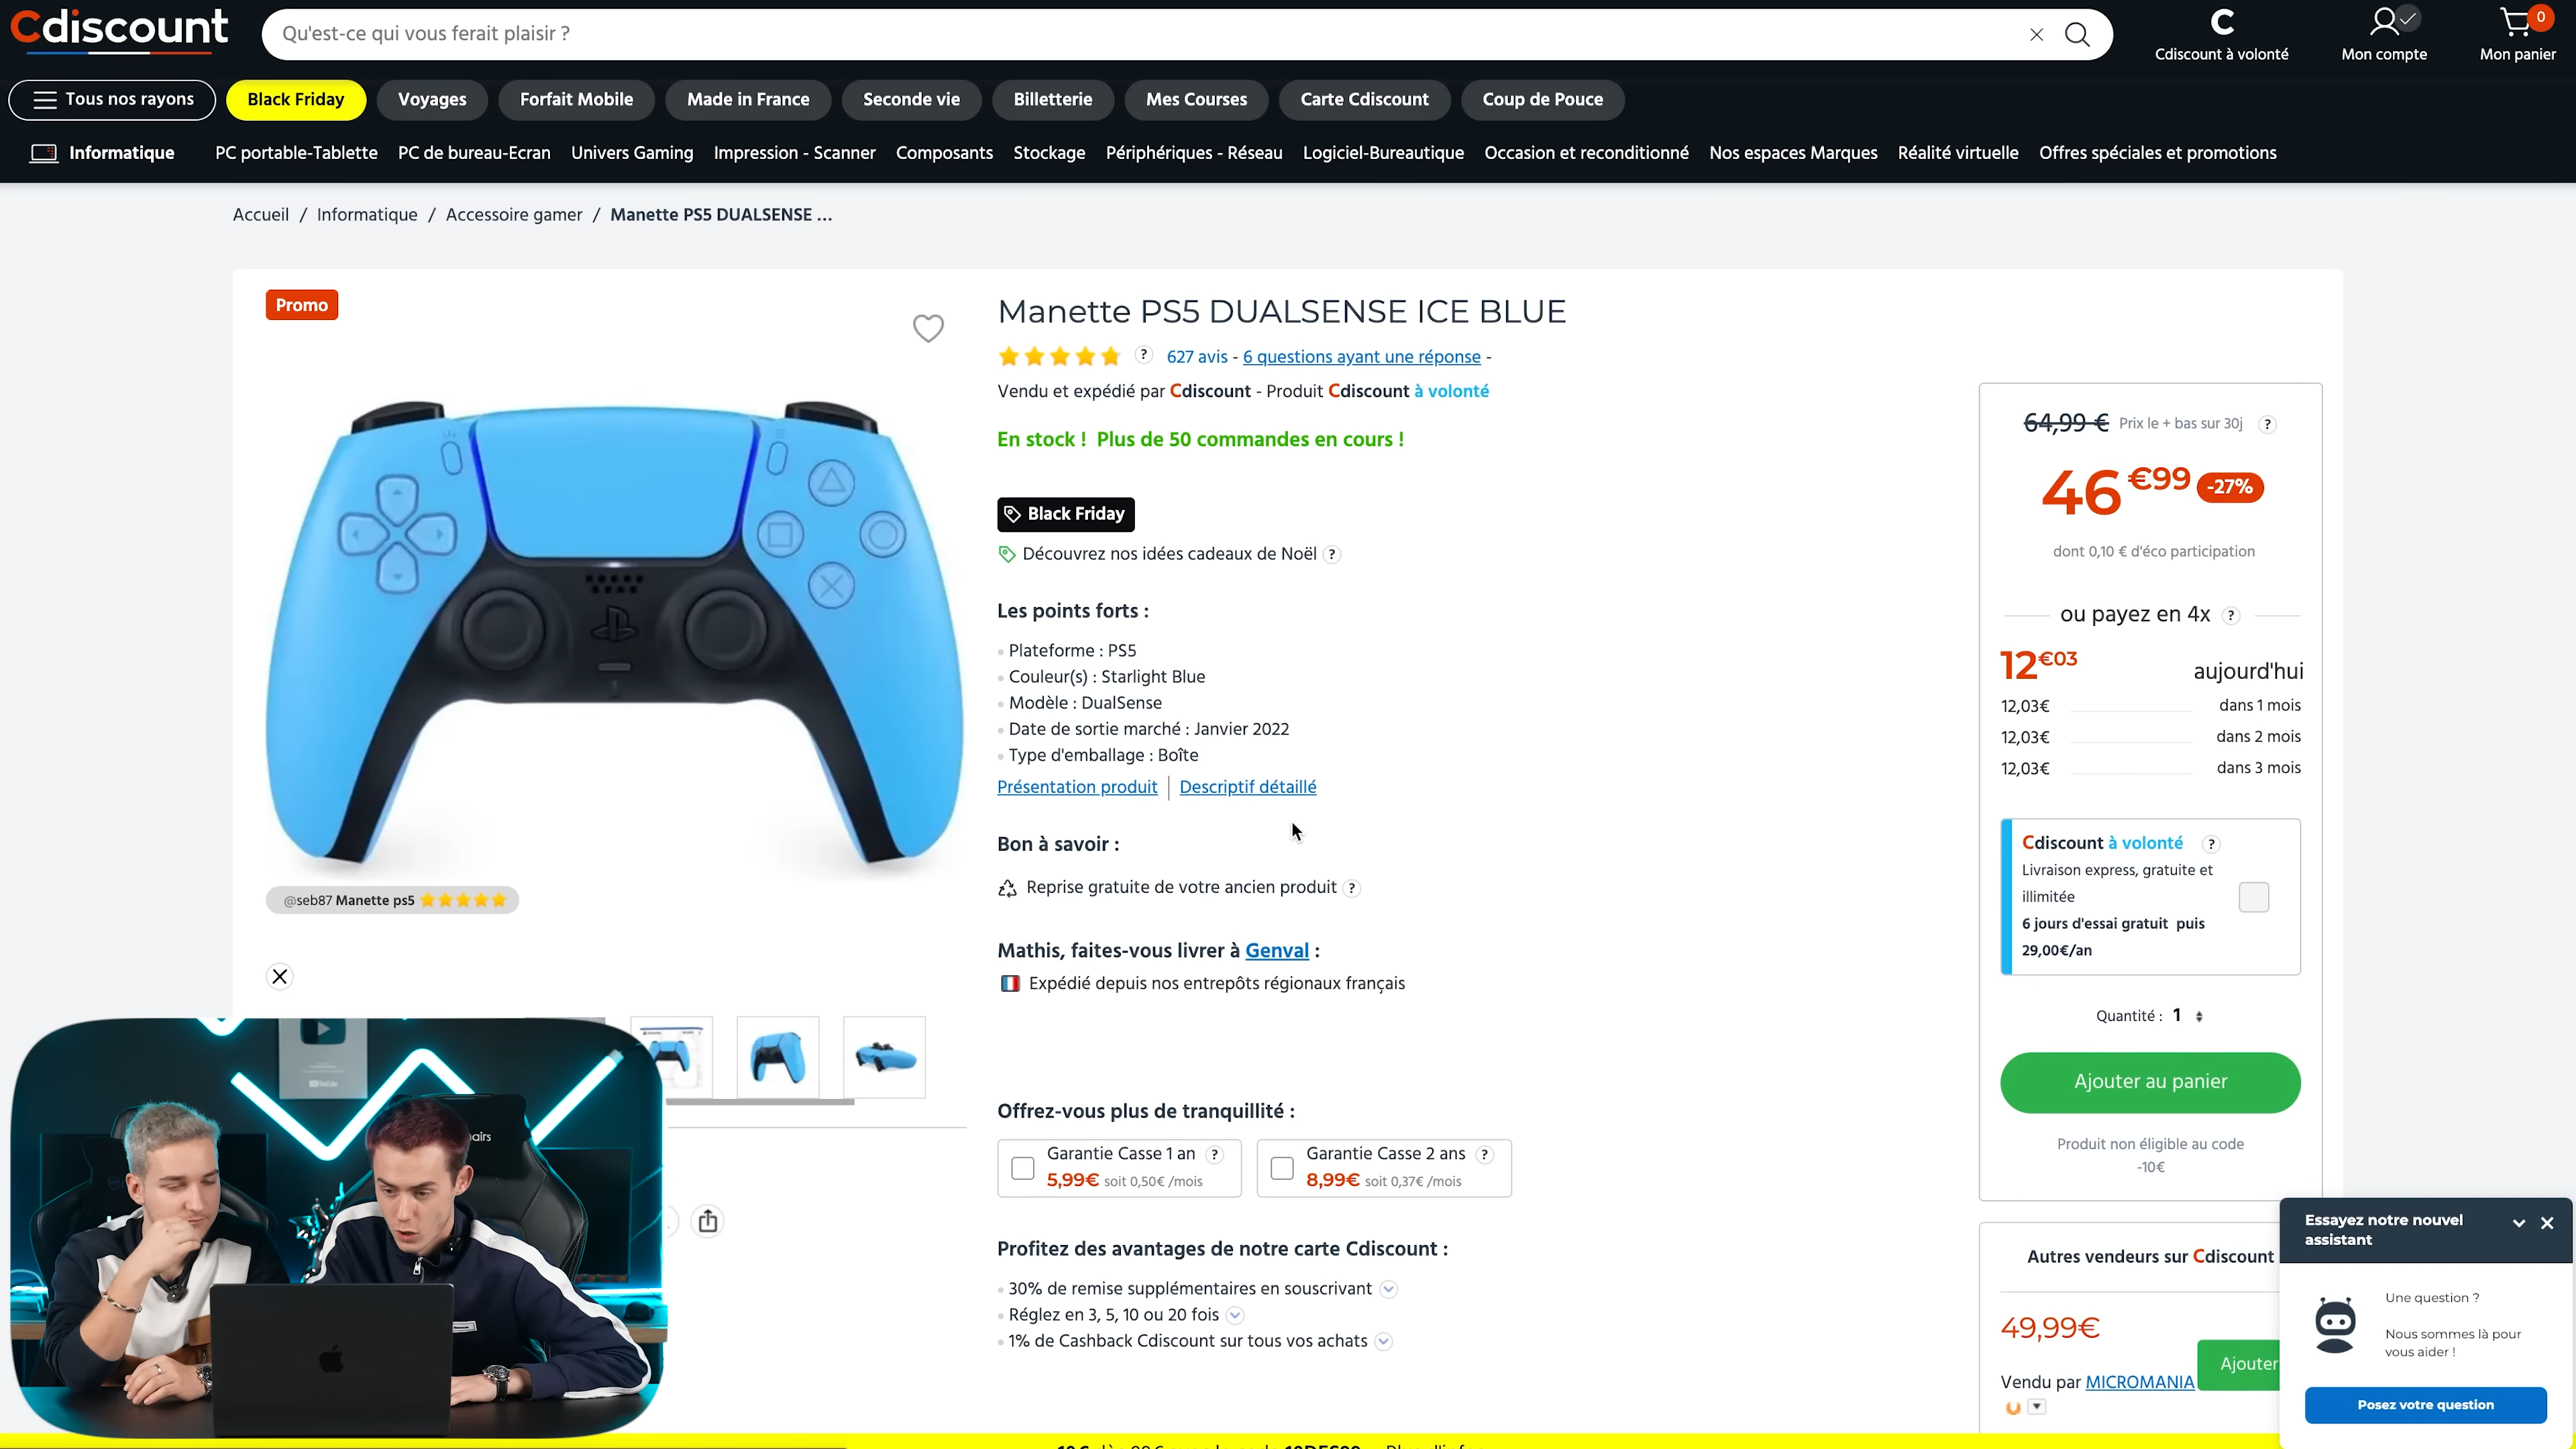 Cdiscount
Qu'est-ce qui vous ferait plaisir ?
Cdiscount à volonté
Mon compte
0
Mon panier
Tous nos rayons
Black Friday
Voyages
Forfait Mobile
Made in France
Seconde vie
Billetterie
Mes Courses
Carte Cdiscount
Coup de Pouce
Informatique
PC portable-Tablette
PC de bureau-Ecran
Univers Gaming
Impression - Scanner
Composants
Stockage
Périphériques - Réseau
Logiciel-Bureautique
Occasion et reconditionné
Nos espaces Marques
Réalité virtuelle
Offres spéciales et promotions
Accueil / Informatique / Accessoire gamer / Manette PS5 DUALSENSE ...
Promo
@seb87 Manette ps5
Manette PS5 DUALSENSE ICE BLUE
? 627 avis - 6 questions ayant une réponse -
Vendu et expédié par Cdiscount - Produit Cdiscount à volonté
En stock ! Plus de 50 commandes en cours !
Black Friday
Découvrez nos idées cadeaux de Noël ?
Les points forts :
Plateforme : PS5
Couleur(s) : Starlight Blue
Modèle : DualSense
Date de sortie marché : Janvier 2022
Type d'emballage : Boîte
Présentation produit | Descriptif détaillé
Bon à savoir :
Reprise gratuite de votre ancien produit ?
Mathis, faites-vous livrer à Genval :
Expédié depuis nos entrepôts régionaux français
Offrez-vous plus de tranquillité :
Garantie Casse 1 an ?
5,99€ soit 0,50€ /mois
Garantie Casse 2 ans ?
8,99€ soit 0,37€ /mois
Profitez des avantages de notre carte Cdiscount :
30% de remise supplémentaires en souscrivant
Réglez en 3, 5, 10 ou 20 fois
1% de Cashback Cdiscount sur tous vos achats
64,99 € Prix le + bas sur 30j ?
46€99 -27%
dont 0,10 € d'éco participation
ou payez en 4x ?
12€03 aujourd'hui
12,03€ dans 1 mois
12,03€ dans 2 mois
12,03€ dans 3 mois
Cdiscount à volonté ?
Livraison express, gratuite et
illimitée
6 jours d'essai gratuit puis
29,00€/an
Quantité : 1
Ajouter au panier
Produit non éligible au code
-10€
Autres vendeurs sur Cdiscount
49,99€
Ajouter
Vendu par MICROMANIA
Essayez notre nouvel
assistant
Une question ?
Nous sommes là pour
vous aider !
Posez votre question
airs
YouTube